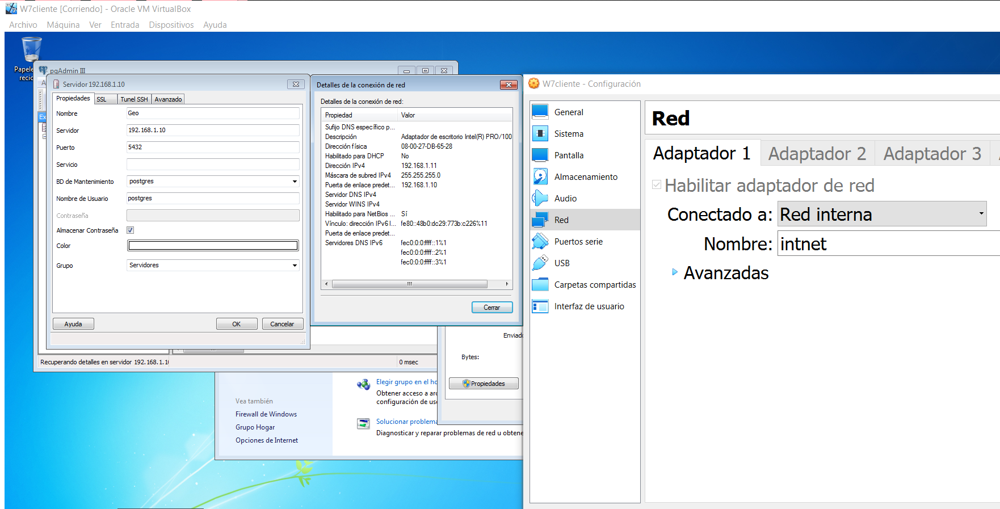 W7cliente [Corriendo] - Oracle VM VirtualBox
Archivo Máquina Ver Entrada Dispositivos Ayuda
Papele
recic
pgAdmin III
A
Ex
Servidor 192.168.1.10
Propiedades SSL Tunel SSH Avanzado
Nombre Geo
Servidor 192.168.1.10
Puerto 5432
Servicio
BD de Mantenimiento postgres
Nombre de Usuario postgres
Contraseña
Almacenar Contraseña
Color
Grupo Servidores
Ayuda OK Cancelar
Recuperando detalles en servidor 192.168.1.10
0 msec
Detalles de la conexión de red
Detalles de la conexión de red:
Propiedad Valor
Sufijo DNS específico p...
Descripción Adaptador de escritorio Intel(R) PRO/100
Dirección física 08-00-27-DB-65-28
Habilitado para DHCP No
Dirección IPv4 192.168.1.11
Máscara de subred IPv4 255.255.255.0
Puerta de enlace predet... 192.168.1.10
Servidor DNS IPv4
Servidor WINS IPv4
Habilitado para NetBios ... Sí
Vínculo: dirección IPv6 l... fe80::48b0:dc29:773b:c226%11
Puerta de enlace predet...
Servidores DNS IPv6 fec0:0:0:ffff::1%1
fec0:0:0:ffff::2%1
fec0:0:0:ffff::3%1
Cerrar
Enviado
Bytes:
Propiedades
Vea también
Firewall de Windows
Grupo Hogar
Opciones de Internet
Elegir grupo en el ho
Obtener acceso a arc
configuración de uso
Solucionar problema
Diagnosticar y reparar problemas de red u obtene
W7cliente - Configuración
General
Sistema
Pantalla
Almacenamiento
Audio
Red
Puertos serie
USB
Carpetas compartidas
Interfaz de usuario
Red
Adaptador 1 Adaptador 2 Adaptador 3
Habilitar adaptador de red
Conectado a: Red interna
Nombre: intnet
Avanzadas